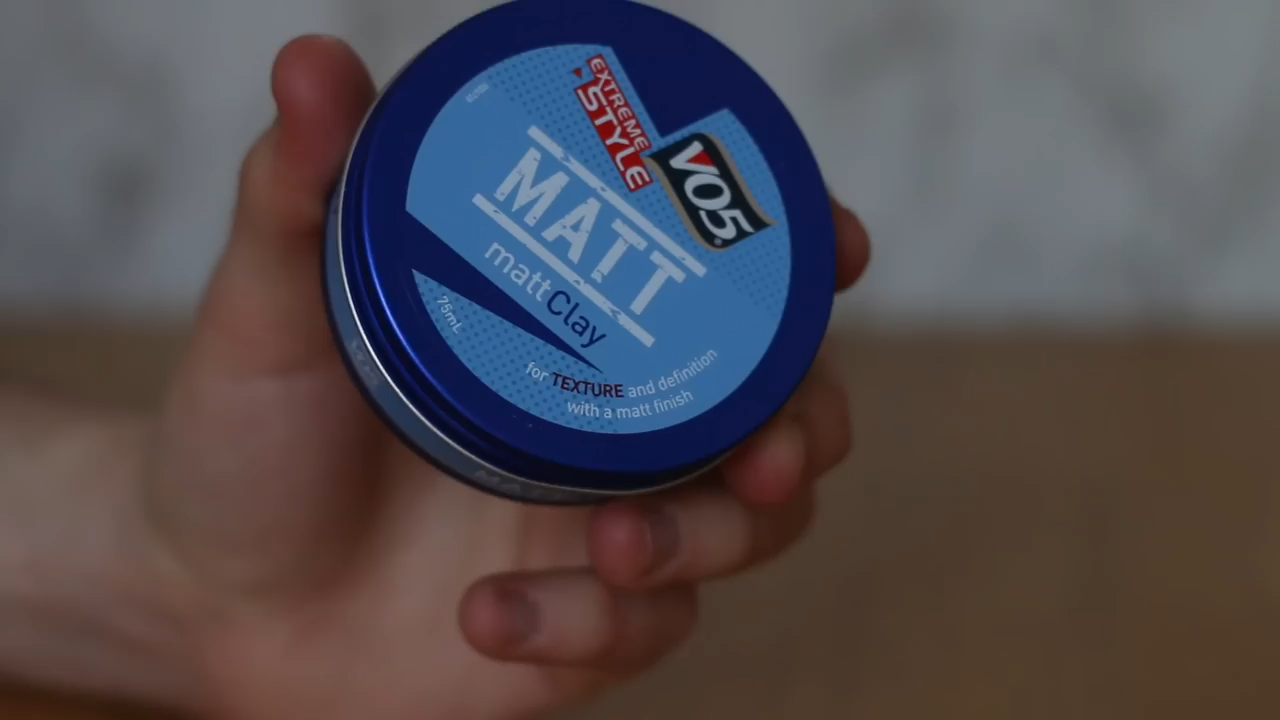 EXTREME
STYLE
VO5
MATT
matt Clay
75mL
for TEXTURE and definition
with a matt finish